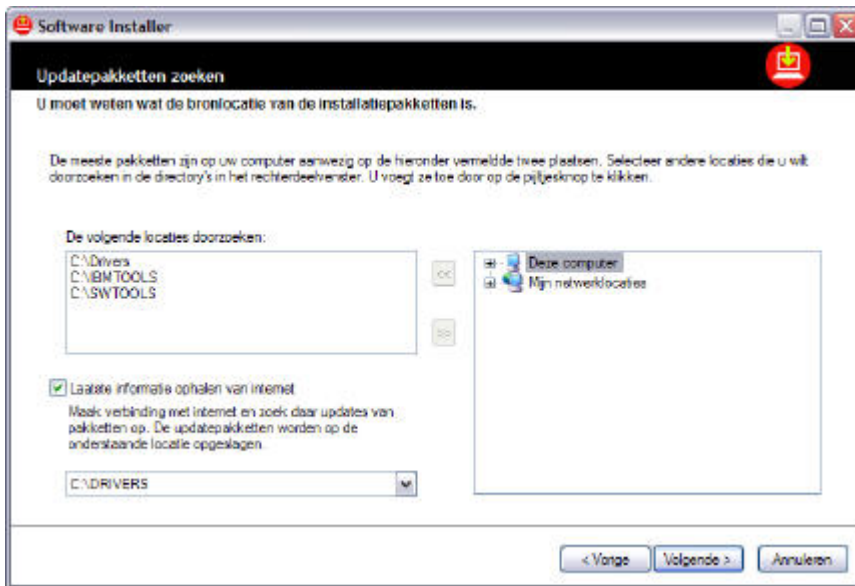 Software Installer
Updatepakketten zoeken
U moet weten wat de bronlocatie van de installatiepakketten is.
De meeste pakketten zijn op uw computer aanwezig op de hieronder vermeldde twee plaatsen. Selecteer andere locaties die u wilt
doorzoeken in de directory's in het rechterdeelvenster. U voegt ze toe door op de pijltjesknop te klikken.
De volgende locaties doorzoeken:
C:\Drivers
C:\IBMTOOLS
C:\SWTOOLS
<<
>>
Deze computer
Mijn netwerklocaties
Laatste informatie ophalen van internet
Maak verbinding met internet en zoek daar updates van
pakketten op. De updatepakketten worden op de
onderstaande locatie opgeslagen.
C:\DRIVERS
< Vorige
Volgende >
Annuleren